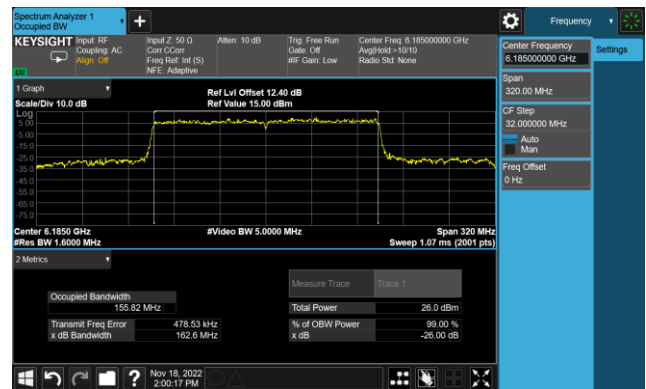 Spectrum Analyzer 1
Occupied BW
+
Frequency
KEYSIGHT Input: RF
Coupling: AC
Align: Off
Input Z: 50 Ω
Corr CCorr
Freq Ref: Int (S)
NFE: Adaptive
Atten: 10 dB
Trig: Free Run
Gate: Off
#IF Gain: Low
Center Freq: 6.185000000 GHz
Avg|Hold:>10/10
Radio Std: None
Center Frequency
6.185000000 GHz
Settings
Span
320.00 MHz
CF Step
32.000000 MHz
Auto
Man
Freq Offset
0 Hz
1 Graph
Scale/Div 10.0 dB
Ref Lvl Offset 12.40 dB
Ref Value 15.00 dBm
Log
5.00
-5.00
-15.0
-25.0
-35.0
-45.0
-55.0
-65.0
-75.0
Center 6.1850 GHz
#Video BW 5.0000 MHz
Span 320 MHz
#Res BW 1.6000 MHz
Sweep 1.07 ms (2001 pts)
2 Metrics
Measure Trace Trace 1
Occupied Bandwidth
155.82 MHz
Total Power 26.0 dBm
Transmit Freq Error 478.53 kHz
% of OBW Power 99.00 %
x dB Bandwidth 162.6 MHz
x dB -26.00 dB
?
Nov 18, 2022
2:00:17 PM